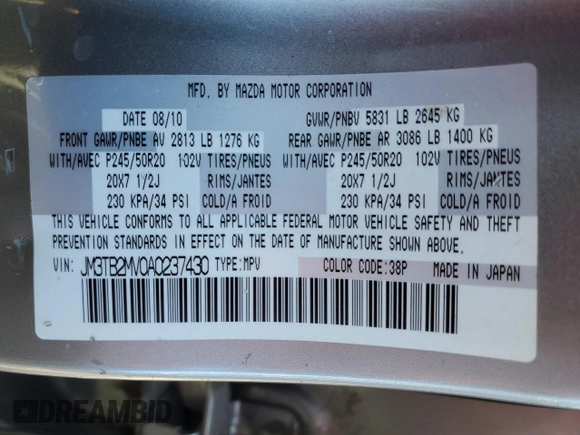 MFD. BY MAZDA MOTOR CORPORATION
DATE 08/10 GVWR/PNBV 5831 LB 2645 KG
FRONT GAWR/PNBE AV 2813 LB 1276 KG REAR GAWR/PNBE AR 3086 LB 1400 KG
WITH/AVEC P245/50R20 102V TIRES/PNEUS WITH/AVEC P245/50R20 102V TIRES/PNEUS
20X7 1/2J RIMS/JANTES 20X7 1/2J RIMS/JANTES
230 KPA/34 PSI COLD/A FROID 230 KPA/34 PSI COLD/A FROID
THIS VEHICLE CONFORMS TO ALL APPLICABLE FEDERAL MOTOR VEHICLE SAFETY AND THEFT
PREVENTION STANDARDS IN EFFECT ON THE DATE OF MANUFACTURE SHOWN ABOVE.
VIN: JM3TB2MV0A0237430 TYPE:MPV COLOR CODE:38P MADE IN JAPAN
DREAMBID